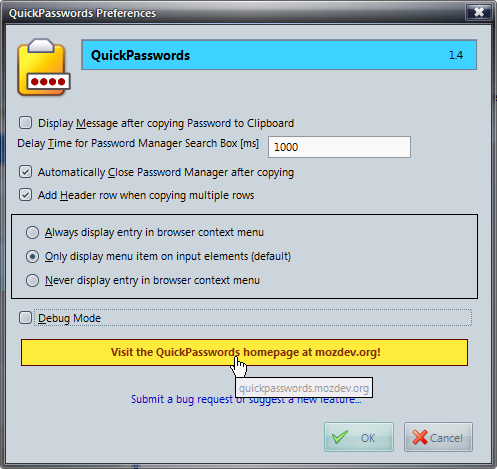 QuickPasswords Preferences
QuickPasswords 1.4
Display Message after copying Password to Clipboard
Delay Time for Password Manager Search Box [ms] 1000
Automatically Close Password Manager after copying
Add Header row when copying multiple rows
Always display entry in browser context menu
Only display menu item on input elements (default)
Never display entry in browser context menu
Debug Mode
Visit the QuickPasswords homepage at mozdev.org!
quickpasswords.mozdev.org
Submit a bug request or suggest a new feature...
OK Cancel